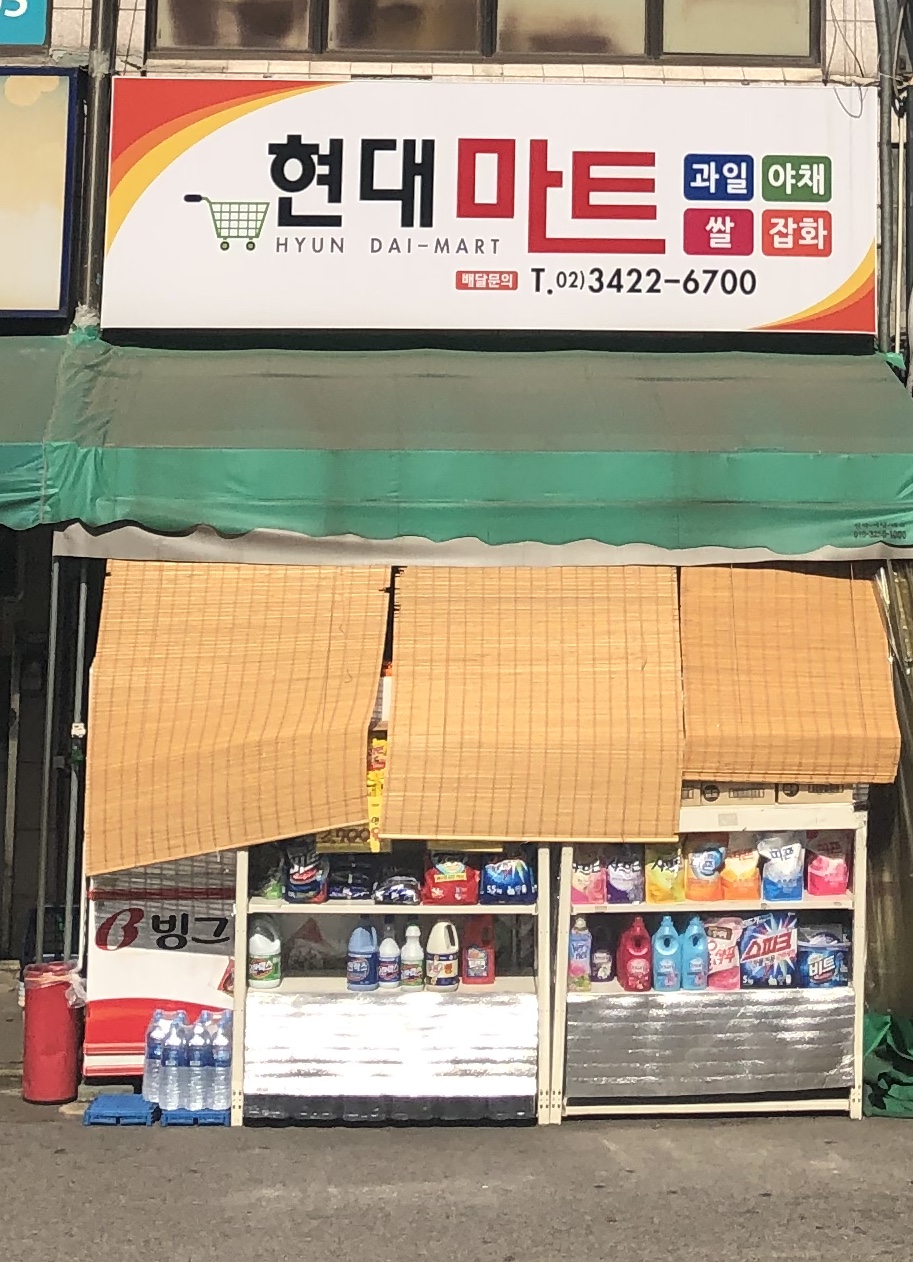 현대마트
HYUN DAI-MART
과일 야채
쌀 잡화
배달문의 T.02)3422-6700
빙그
스파크
비트